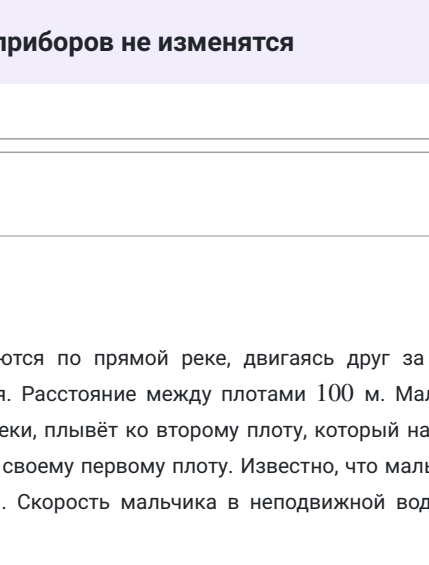 приборов не изменятся
ются по прямой реке, двигаясь друг за
я. Расстояние между плотами 100 м. Мал
еки, плывёт ко второму плоту, который на
своему первому плоту. Известно, что маль
. Скорость мальчика в неподвижной вод